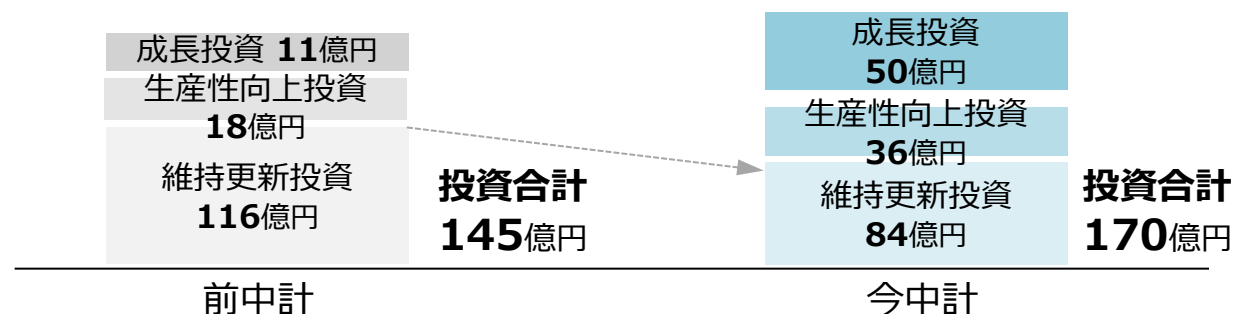 成長投資 11億円
生産性向上投資
18億円
維持更新投資
116億円
投資合計
145億円
前中計
成長投資
50億円
生産性向上投資
36億円
維持更新投資
84億円
投資合計
170億円
今中計